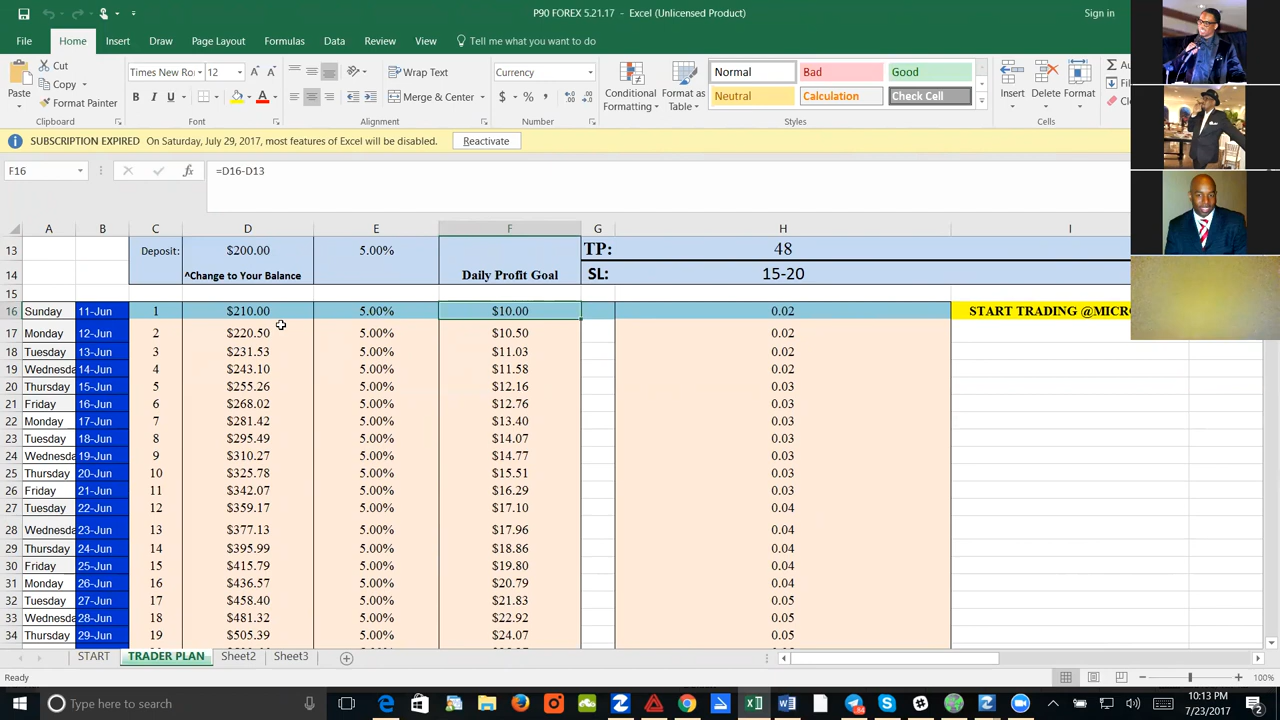 P90 FOREX 5.21.17 - Excel (Unlicensed Product)
Sign in
File Home Insert Draw Page Layout Formulas Data Review View Tell me what you want to do
Paste
Cut
Copy
Format Painter
Clipboard
Times New Ro 12
B I U
Font
Wrap Text
Merge & Center
Alignment
Currency
$ % ,
Number
Conditional Formatting
Format as Table
Normal Bad Good
Neutral Calculation Check Cell
Styles
Insert Delete Format
Cells
SUBSCRIPTION EXPIRED On Saturday, July 29, 2017, most features of Excel will be disabled. Reactivate
F16 fx =D16-D13
A B C D E F G H I
13 Deposit: $200.00 5.00% TP: 48
14 ^Change to Your Balance Daily Profit Goal SL: 15-20
15
16 Sunday 11-Jun 1 $210.00 5.00% $10.00 0.02 START TRADING @MICR
17 Monday 12-Jun 2 $220.50 5.00% $10.50 0.02
18 Tuesday 13-Jun 3 $231.53 5.00% $11.03 0.02
19 Wednesda 14-Jun 4 $243.10 5.00% $11.58 0.02
20 Thursday 15-Jun 5 $255.26 5.00% $12.16 0.03
21 Friday 16-Jun 6 $268.02 5.00% $12.76 0.03
22 Monday 17-Jun 7 $281.42 5.00% $13.40 0.03
23 Tuesday 18-Jun 8 $295.49 5.00% $14.07 0.03
24 Wednesda 19-Jun 9 $310.27 5.00% $14.77 0.03
25 Thursday 20-Jun 10 $325.78 5.00% $15.51 0.03
26 Friday 21-Jun 11 $342.07 5.00% $16.29 0.03
27 Tuesday 22-Jun 12 $359.17 5.00% $17.10 0.04
28 Wednesda 23-Jun 13 $377.13 5.00% $17.96 0.04
29 Thursday 24-Jun 14 $395.99 5.00% $18.86 0.04
30 Friday 25-Jun 15 $415.79 5.00% $19.80 0.04
31 Monday 26-Jun 16 $436.57 5.00% $20.79 0.04
32 Tuesday 27-Jun 17 $458.40 5.00% $21.83 0.05
33 Wednesda 28-Jun 18 $481.32 5.00% $22.92 0.05
34 Thursday 29-Jun 19 $505.39 5.00% $24.07 0.05
START TRADER PLAN Sheet2 Sheet3
Ready 100%
Type here to search
10:13 PM
7/23/2017